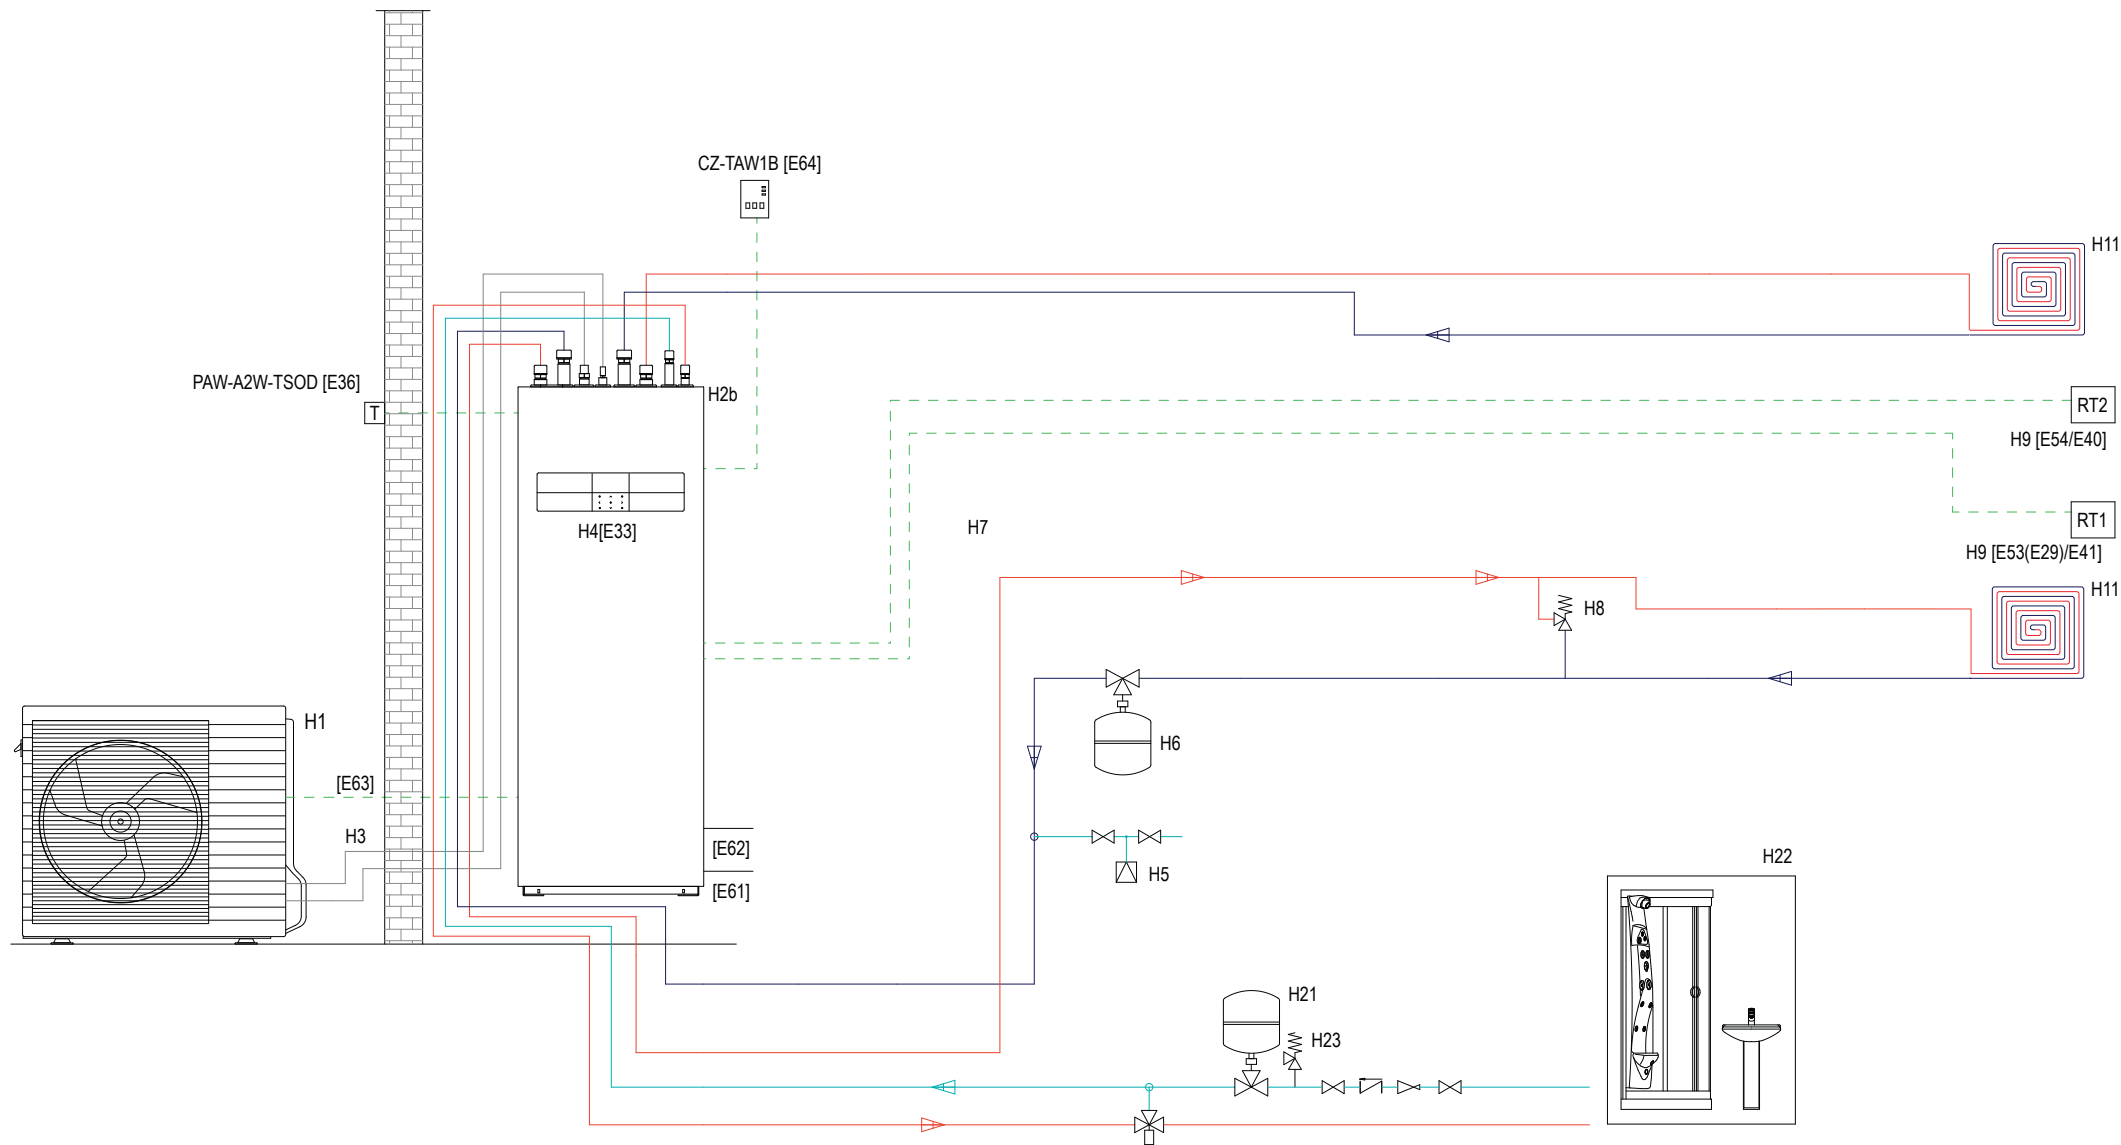 CZ-TAW1B [E64]
H11
PAW-A2W-TSOD [E36]
T
H2b
RT2
H9 [E54/E40]
H4[E33]
H7
RT1
H9 [E53(E29)/E41]
H11
H8
H1
H6
[E63]
H3
[E62]
H5
H22
[E61]
H21
H23